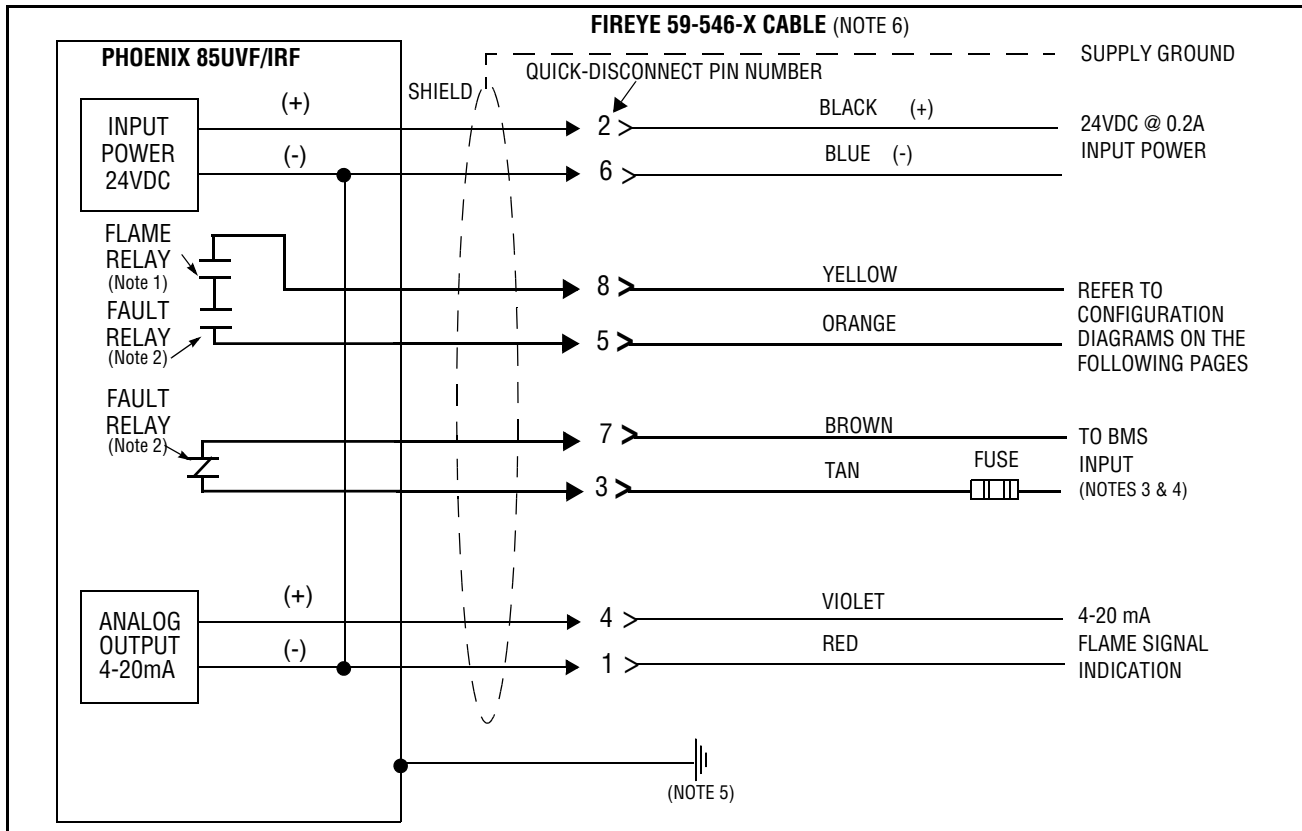 FIREYE 59-546-X CABLE (NOTE 6)
PHOENIX 85UVF/IRF
SUPPLY GROUND
QUICK-DISCONNECT PIN NUMBER
SHIELD
INPUT
POWER
24VDC
(+)
(-)
2
BLACK (+)
6
BLUE (-)
24VDC @ 0.2A
INPUT POWER
FLAME
RELAY
(Note 1)
FAULT
RELAY
(Note 2)
8
YELLOW
5
ORANGE
REFER TO
CONFIGURATION
DIAGRAMS ON THE
FOLLOWING PAGES
FAULT
RELAY
(Note 2)
7
BROWN
3
TAN
FUSE
TO BMS
INPUT
(NOTES 3 & 4)
ANALOG
OUTPUT
4-20mA
(+)
(-)
4
VIOLET
1
RED
4-20 mA
FLAME SIGNAL
INDICATION
(NOTE 5)